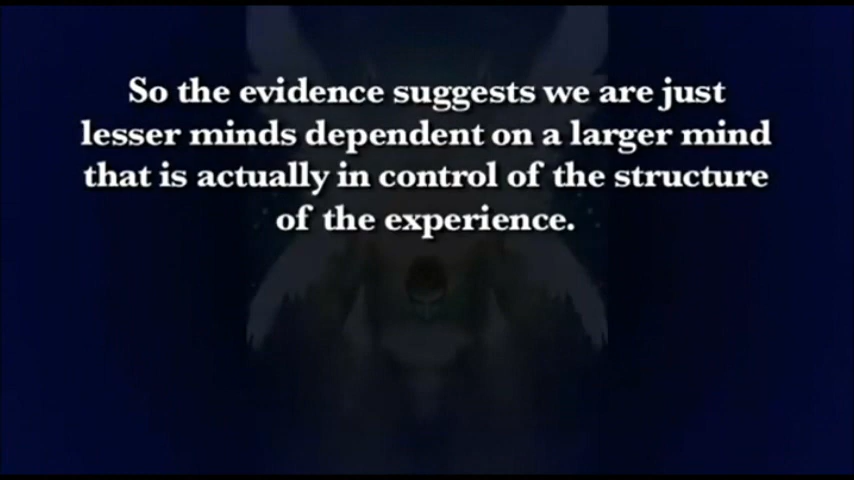 So the evidence suggests we are just
lesser minds dependent on a larger mind
that is actually in control of the structure
of the experience.